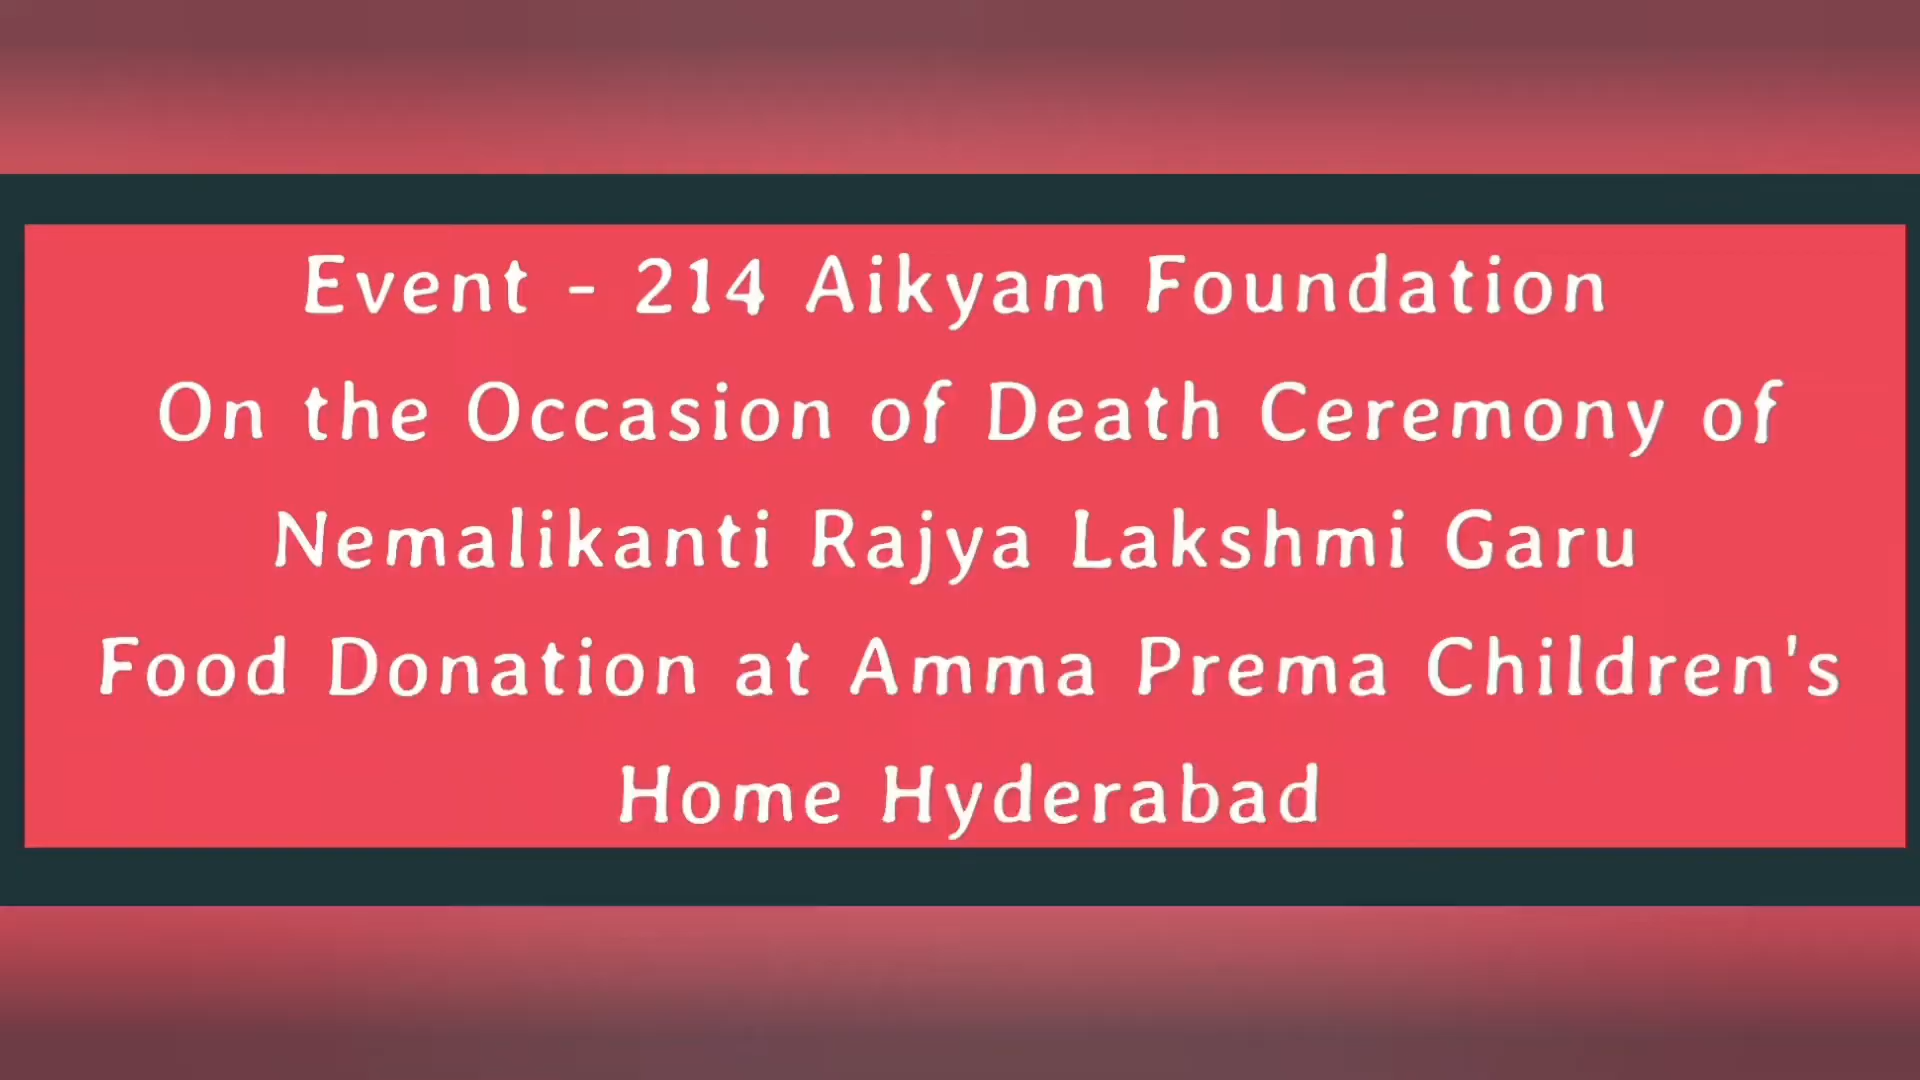 Event - 214 Aikyam Foundation
On the Occasion of Death Ceremony of
Nemalikanti Rajya Lakshmi Garu
Food Donation at Amma Prema Children's
Home Hyderabad